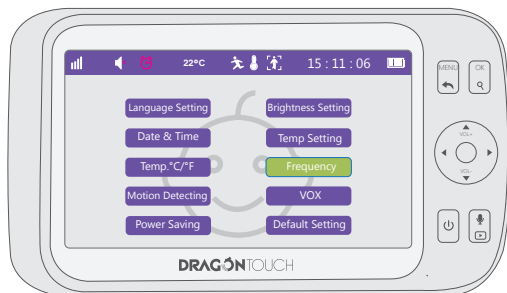 22°C 15 : 11 : 06
MENU OK
Language Setting Brightness Setting
Date & Time Temp Setting
VOL+
Temp.°C/°F Frequency
VOL-
Motion Detecting VOX
Power Saving Default Setting
DRAGONTOUCH